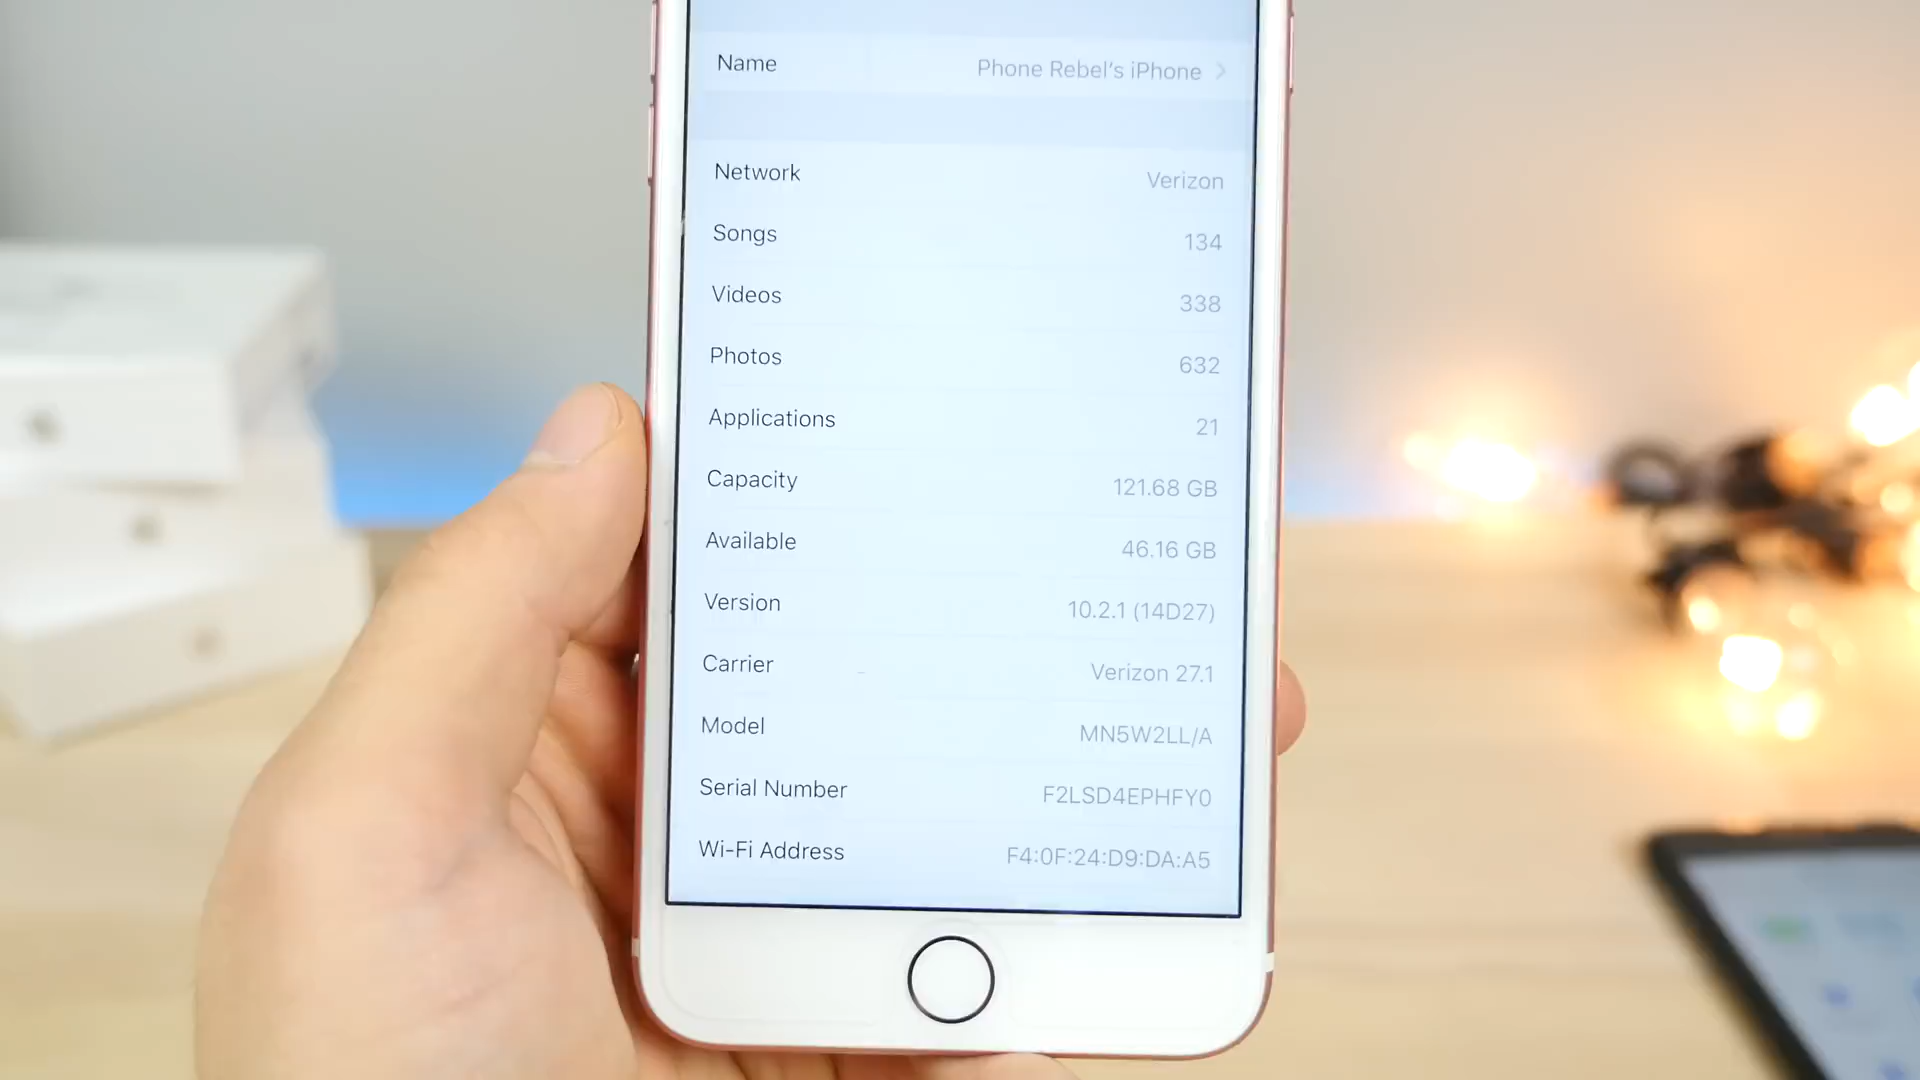 Name Phone Rebel's iPhone
Network Verizon
Songs 134
Videos 338
Photos 632
Applications 21
Capacity 121.68 GB
Available 46.16 GB
Version 10.2.1 (14D27)
Carrier Verizon 27.1
Model MN5W2LL/A
Serial Number F2LSD4EPHFY0
Wi-Fi Address F4:0F:24:D9:DA:A5